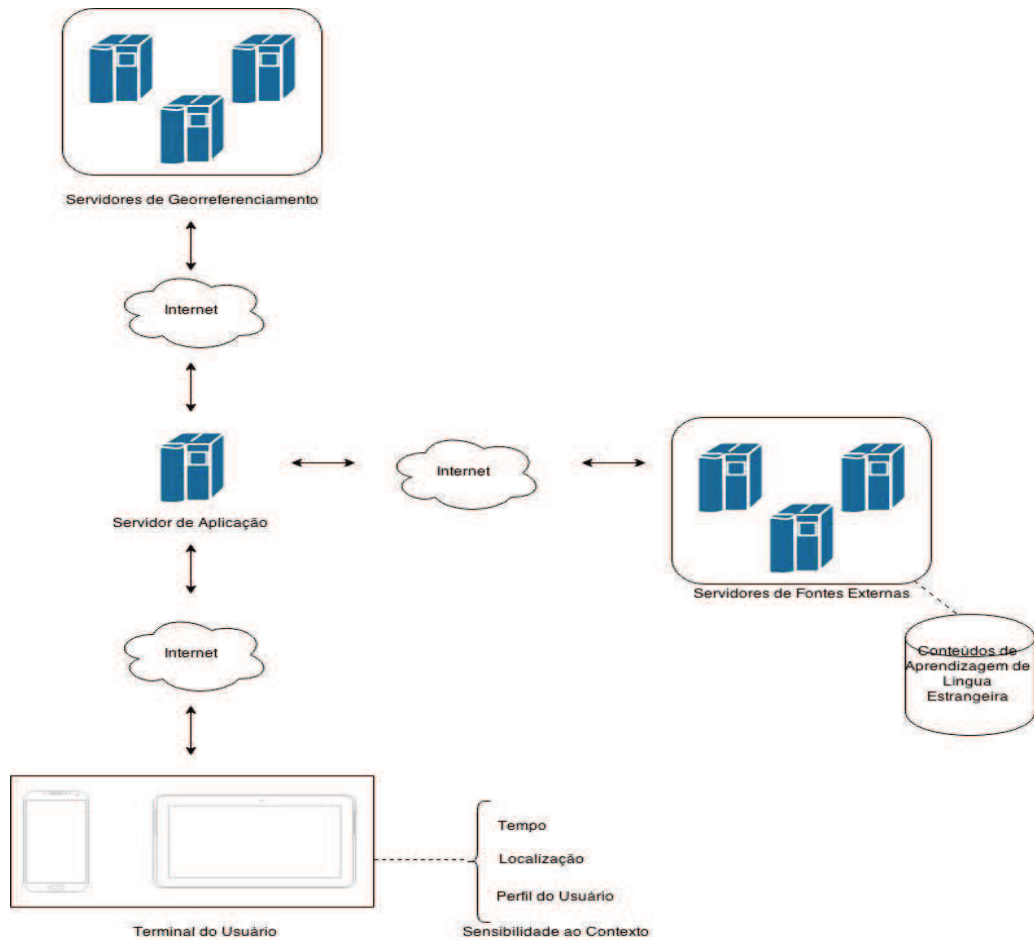 Servidores de Georreferenciamento
Internet
Servidor de Aplicação
Internet
Servidores de Fontes Externas
Conteúdos de
Aprendizagem de
Língua
Estrangeira
Internet
Tempo
Localização
Perfil do Usuário
Terminal do Usuário
Sensibilidade ao Contexto